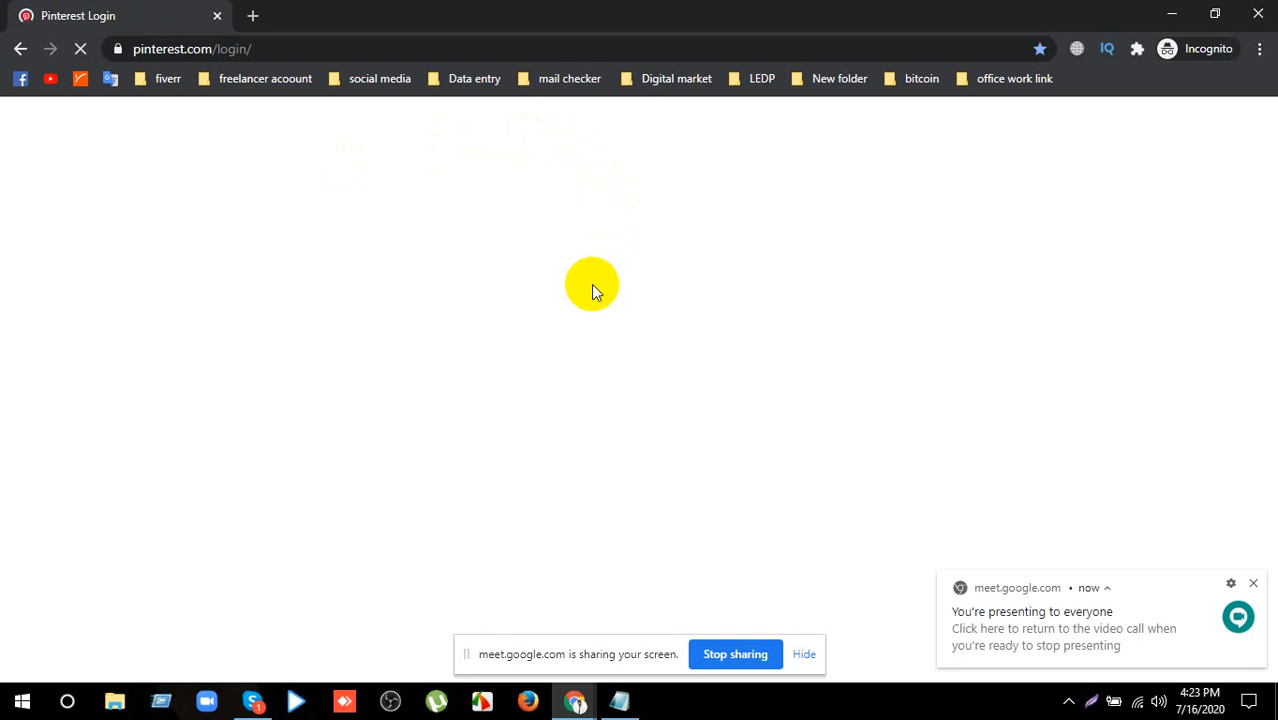 Pinterest Login
pinterest.com/login/
IQ
Incognito
fiverr
freelancer acoount
social media
Data entry
mail checker
Digital market
LEDP
New folder
bitcoin
office work link
meet.google.com • now
You're presenting to everyone
Click here to return to the video call when
you're ready to stop presenting
meet.google.com is sharing your screen.
Stop sharing
Hide
1
4:23 PM
7/16/2020